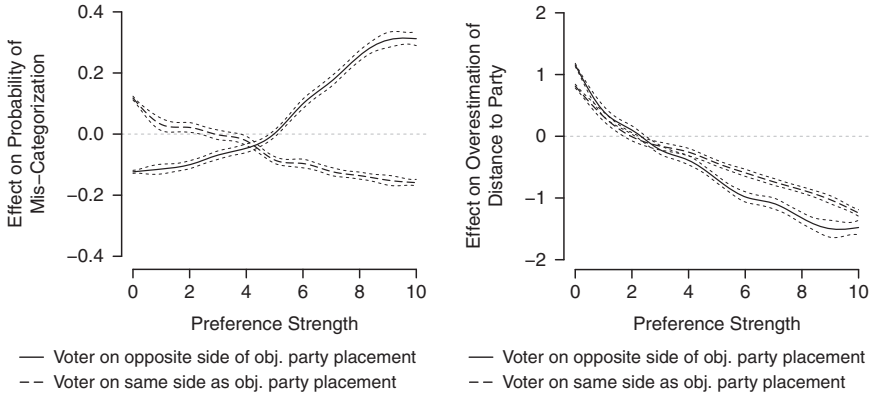 Effect on Probability of
Mis−Categorization
0.4
0.2
0.0
−0.2
−0.4
0 2 4 6 8 10
Preference Strength
Voter on opposite side of obj. party placement
Voter on same side as obj. party placement
Effect on Overestimation of
Distance to Party
2
1
0
−1
−2
0 2 4 6 8 10
Preference Strength
Voter on opposite side of obj. party placement
Voter on same side as obj. party placement